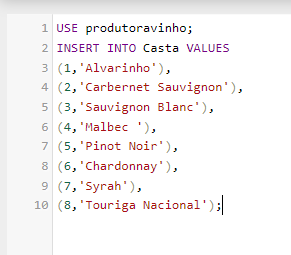 1 USE produtoravinho;
2 INSERT INTO Casta VALUES
3 (1,'Alvarinho'),
4 (2,'Carbernet Sauvignon'),
5 (3,'Sauvignon Blanc'),
6 (4,'Malbec '),
7 (5,'Pinot Noir'),
8 (6,'Chardonnay'),
9 (7,'Syrah'),
10 (8,'Touriga Nacional');